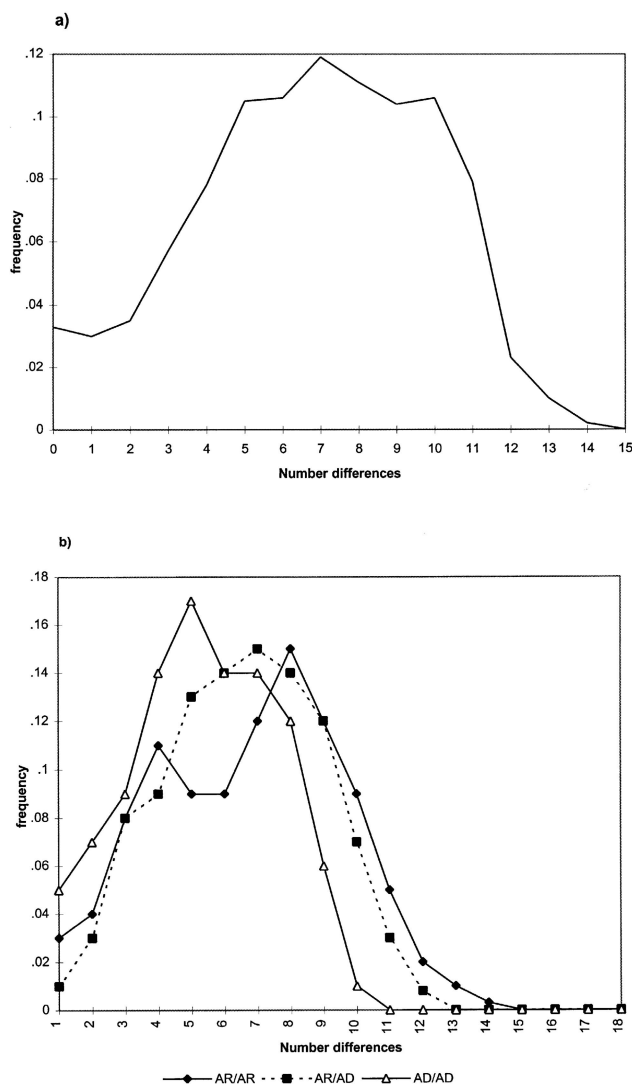 a)
.12
.1
.08
.06
.04
.02
0
frequency
0 1 2 3 4 5 6 7 8 9 10 11 12 13 14 15
Number differences
b)
.18
.16
.14
.12
.1
.08
.06
.04
.02
0
frequency
1 2 3 4 5 6 7 8 9 10 11 12 13 14 15 16 17 18
Number differences
AR/AR AR/AD AD/AD